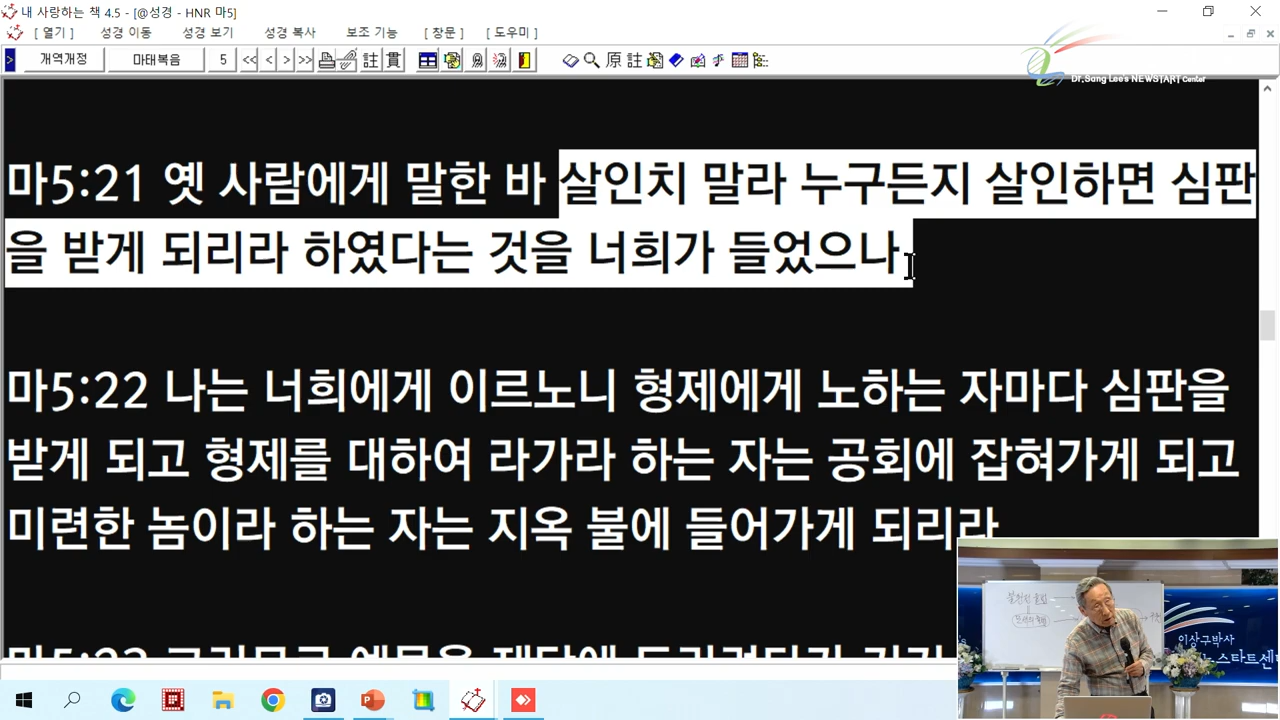 내 사랑하는 책 4.5 - [@성경 - HNR 마5]
[ 열기 ] 성경 이동 성경 보기 성경 복사 보조 기능 [ 창문 ] [ 도우미 ]
개역개정 마태복음 5 << < > >> 註 貫 原 註
Dr.Sang Lee's NEWSTART Center
마5:21 옛 사람에게 말한 바 살인치 말라 누구든지 살인하면 심판
을 받게 되리라 하였다는 것을 너희가 들었으나
마5:22 나는 너희에게 이르노니 형제에게 노하는 자마다 심판을
받게 되고 형제를 대하여 라가라 하는 자는 공회에 잡혀가게 되고
미련한 놈이라 하는 자는 지옥 불에 들어가게 되리라
이상구박사
스타트센